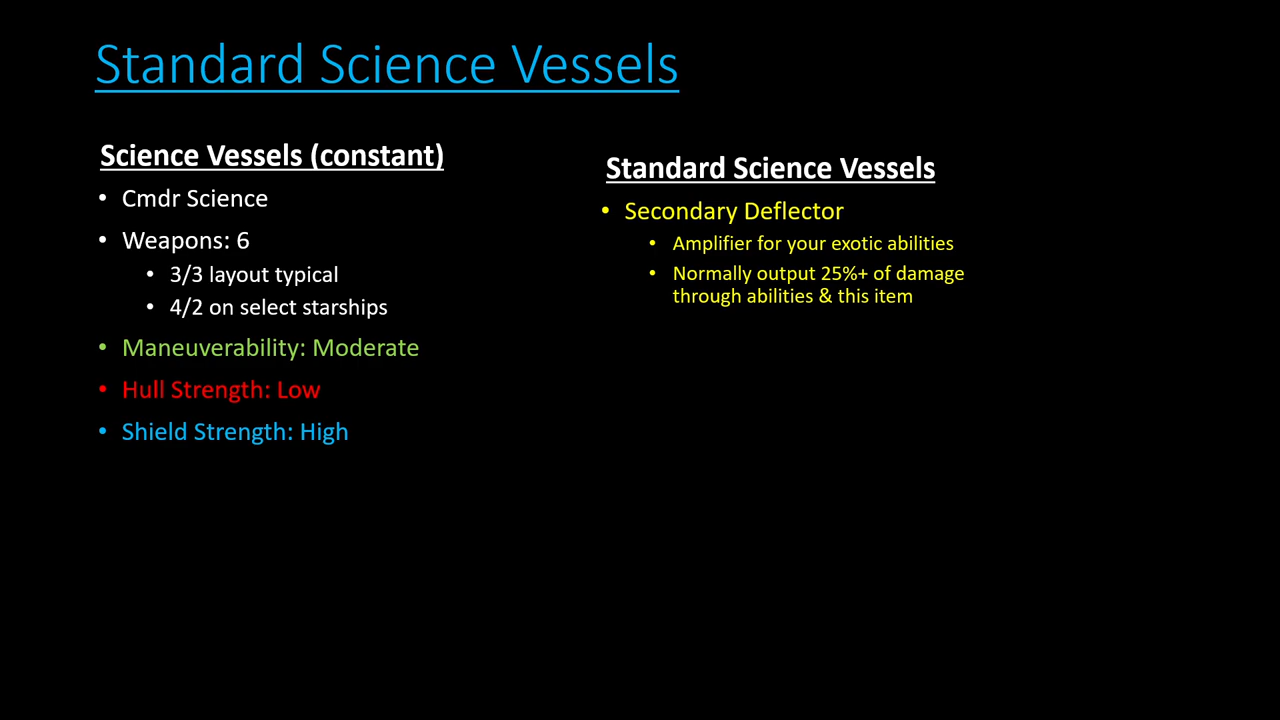 Standard Science Vessels
Science Vessels (constant)
• Cmdr Science
• Weapons: 6
• 3/3 layout typical
• 4/2 on select starships
• Maneuverability: Moderate
• Hull Strength: Low
• Shield Strength: High
Standard Science Vessels
• Secondary Deflector
• Amplifier for your exotic abilities
• Normally output 25%+ of damage
through abilities & this item